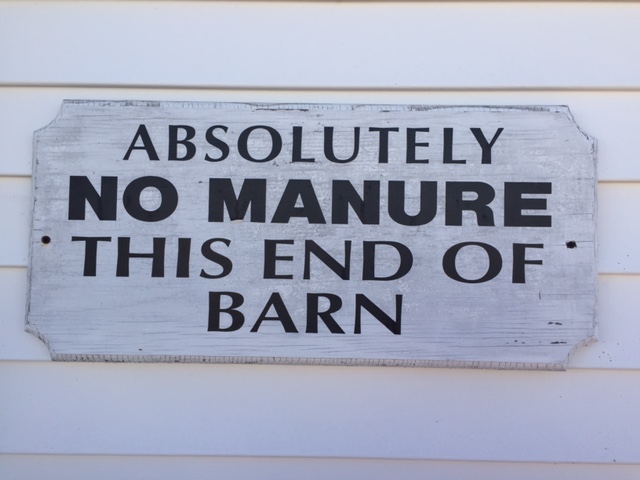 ABSOLUTELY
NO MANURE
THIS END OF
BARN